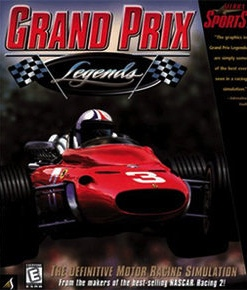 GRAND PRIX
Legends
SIERRA
SPORTS
"The graphics in
Grand Prix Legends
are simply some
of the best ever
seen in a racing
simulation."
3
THE DEFINITIVE MOTOR RACING SIMULATION
From the makers of the best-selling NASCAR Racing 2!
E